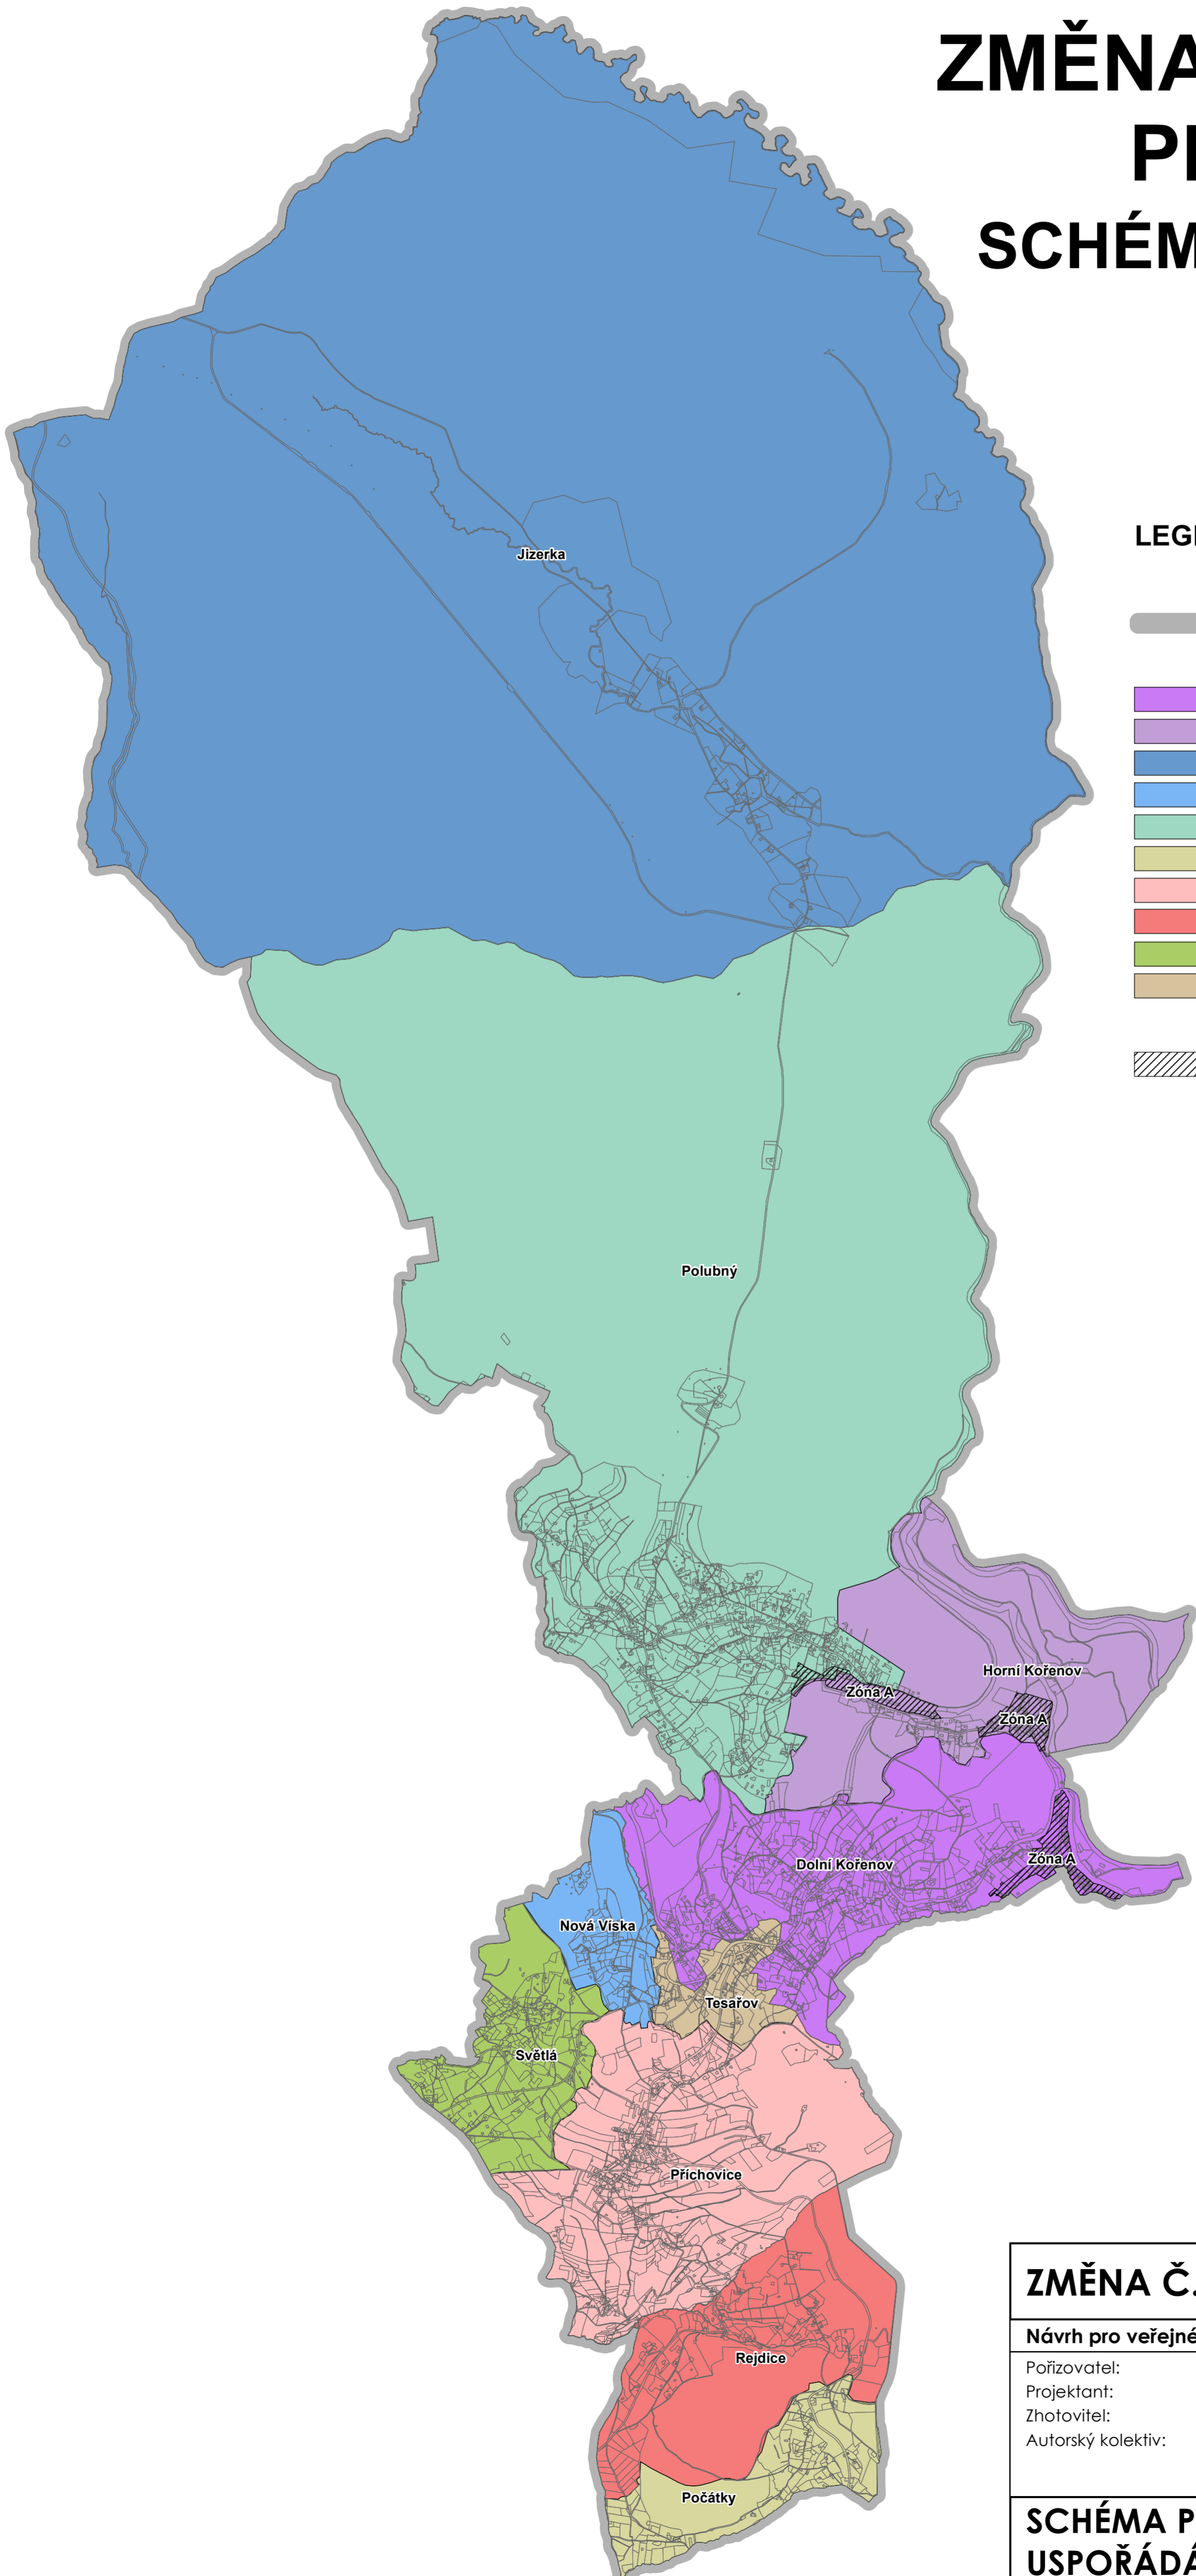 ZMĚNA
SCHÉM
Jizerka
Polubný
Horní Kořenov
Zóna A
Zóna A
Dolní Kořenov
Zóna A
Nová Víska
Tesařov
Světlá
Příchovice
Rejdice
Počátky
ZMĚNA Č.
Návrh pro veřejné
Pořizovatel:
Projektant:
Zhotovitel:
Autorský kolektiv:
SCHÉMA P
USPOŘÁDÁ